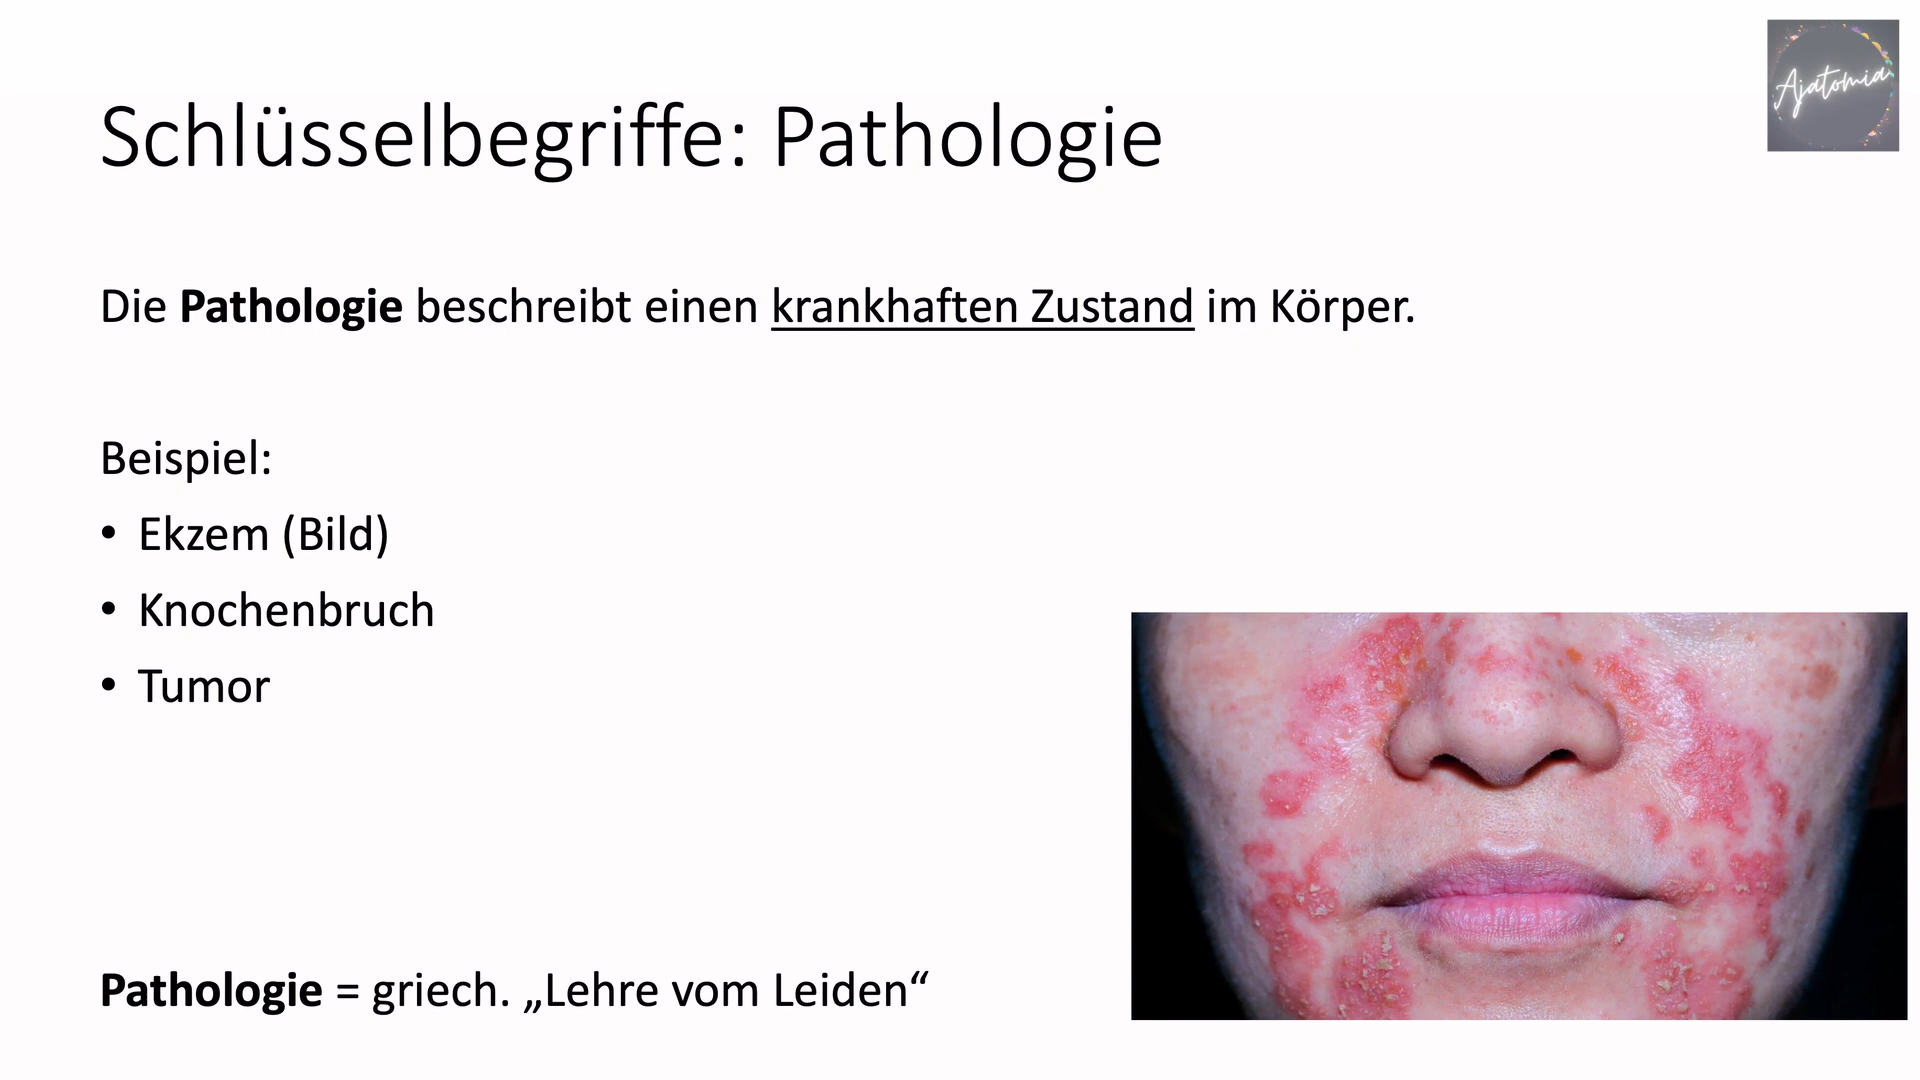 Ajatomia
Schlüsselbegriffe: Pathologie
Die Pathologie beschreibt einen krankhaften Zustand im Körper.
Beispiel:
• Ekzem (Bild)
• Knochenbruch
• Tumor
Pathologie = griech. „Lehre vom Leiden“